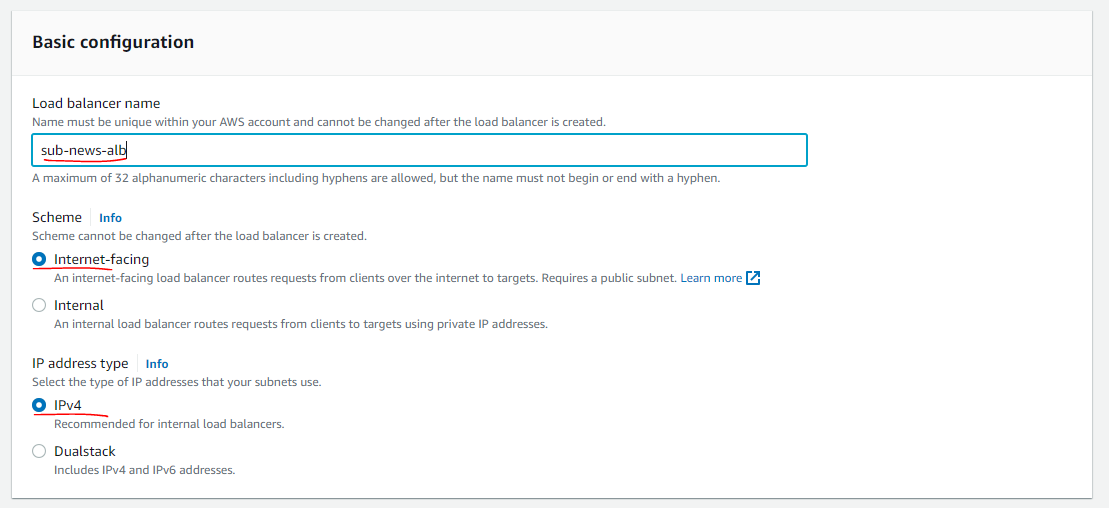 Basic configuration
Load balancer name
Name must be unique within your AWS account and cannot be changed after the load balancer is created.
sub-news-alb
A maximum of 32 alphanumeric characters including hyphens are allowed, but the name must not begin or end with a hyphen.
Scheme Info
Scheme cannot be changed after the load balancer is created.
Internet-facing
An internet-facing load balancer routes requests from clients over the internet to targets. Requires a public subnet. Learn more
Internal
An internal load balancer routes requests from clients to targets using private IP addresses.
IP address type Info
Select the type of IP addresses that your subnets use.
IPv4
Recommended for internal load balancers.
Dualstack
Includes IPv4 and IPv6 addresses.